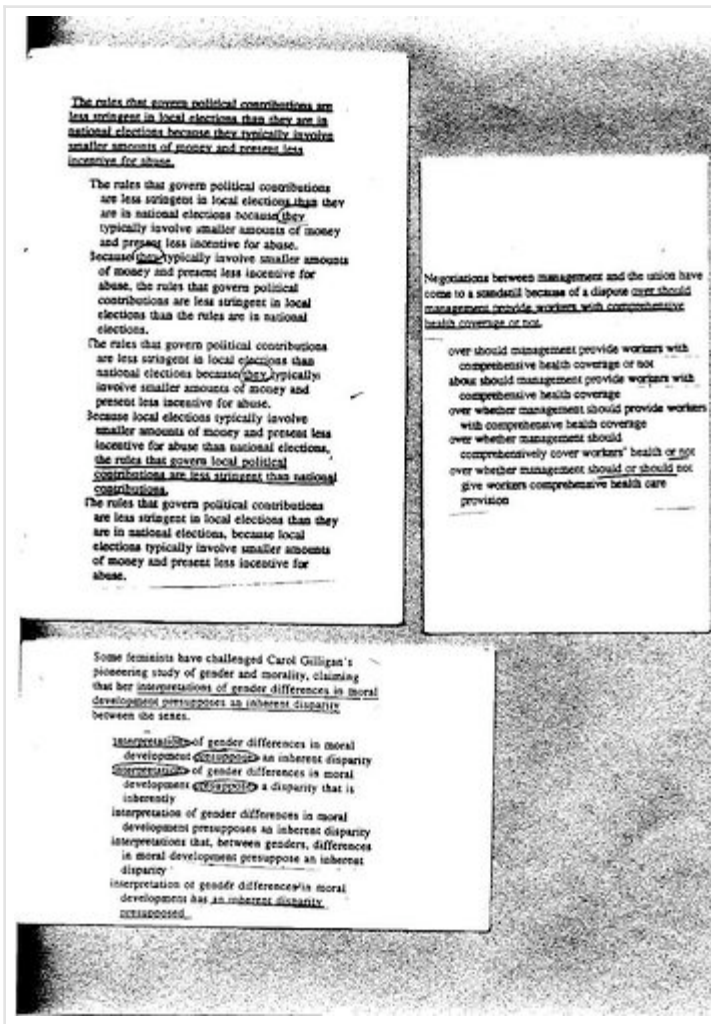 The rules that govern political contributions are
less stringent in local elections than they are in
national elections because they typically involve
smaller amounts of money and present less
incentive for abuse.
The rules that govern political contributions
are less stringent in local elections than they
are in national elections because they
typically involve smaller amounts of money
and present less incentive for abuse.
Because they typically involve smaller amounts
of money and present less incentive for
abuse, the rules that govern political
contributions are less stringent in local
elections than the rules are in national
elections.
The rules that govern political contributions
are less stringent in local elections than
national elections because they typically
involve smaller amounts of money and
present less incentive for abuse.
Because local elections typically involve
smaller amounts of money and present less
incentive for abuse than national elections,
the rules that govern local political
contributions are less stringent than national
contributions.
The rules that govern political contributions
are less stringent in local elections than they
are in national elections, because local
elections typically involve smaller amounts
of money and present less incentive for
abuse.
Negotiations between management and the union have
come to a standstill because of a dispute over should
management provide workers with comprehensive
health coverage or not.
over should management provide workers with
comprehensive health coverage or not
about should management provide workers with
comprehensive health coverage
over whether management should provide workers
with comprehensive health coverage
over whether management should
comprehensively cover workers' health or not
over whether management should or should not
give workers comprehensive health care
provision
Some feminists have challenged Carol Gilligan's
pioneering study of gender and morality, claiming
that her interpretations of gender differences in moral
development presupposes an inherent disparity
between the sexes.
interpretations of gender differences in moral
development presupposes an inherent disparity
interpretations of gender differences in moral
development presuppose a disparity that is
inherently
interpretation of gender differences in moral
development presupposes an inherent disparity
interpretations that, between genders, differences
in moral development presuppose an inherent
disparity
interpretation of gender differences in moral
development has an inherent disparity
presupposed